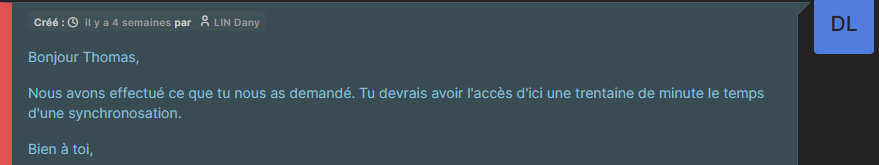 Créé : il y a 4 semaines par LIN Dany
DL
Bonjour Thomas,
Nous avons effectué ce que tu nous as demandé. Tu devrais avoir l'accès d'ici une trentaine de minute le temps
d'une synchronosation.
Bien à toi,